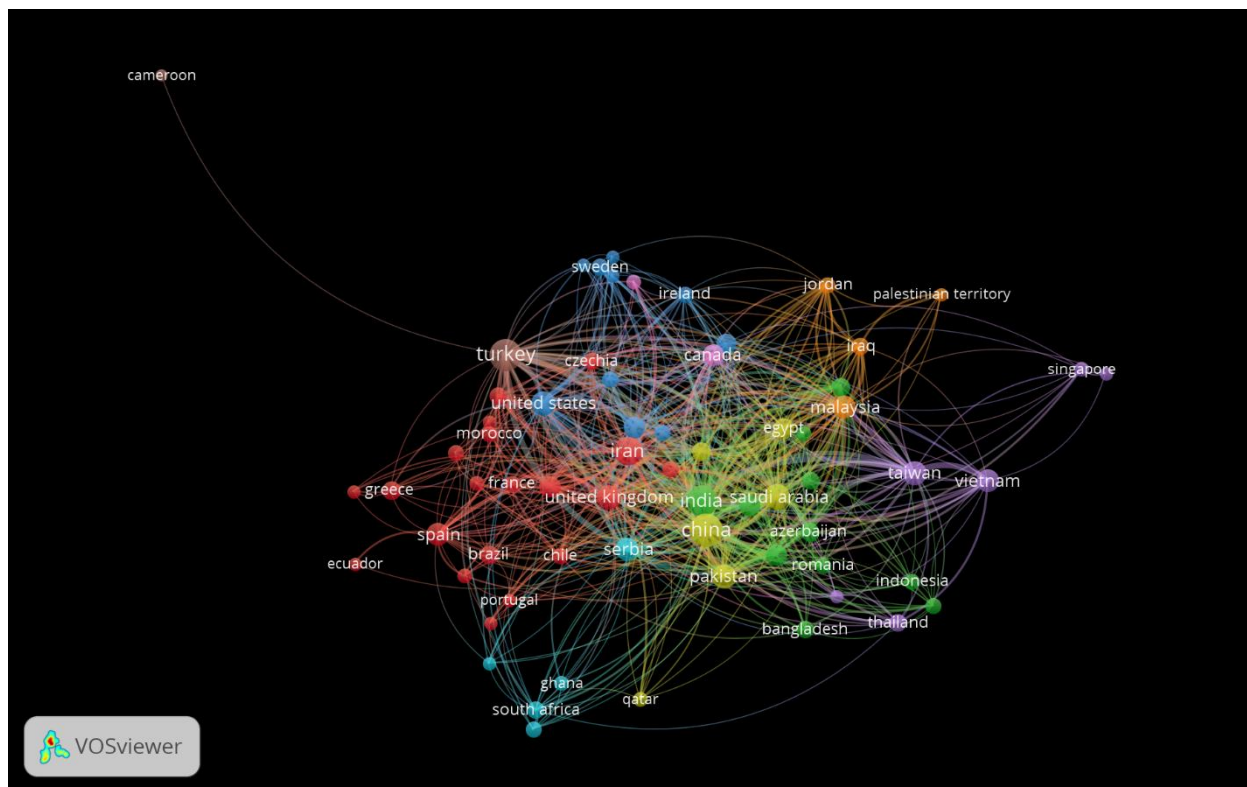 cameroon
sweden
ireland
jordan
palestinian territory
turkey
czechia
canada
iraq
singapore
united states
malaysia
morocco
egypt
iran
taiwan
vietnam
greece
france
united kingdom
india
saudi arabia
spain
china
azerbaijan
ecuador
brazil
chile
serbia
pakistan
romania
indonesia
portugal
bangladesh
thailand
ghana
qatar
south africa
VOSviewer